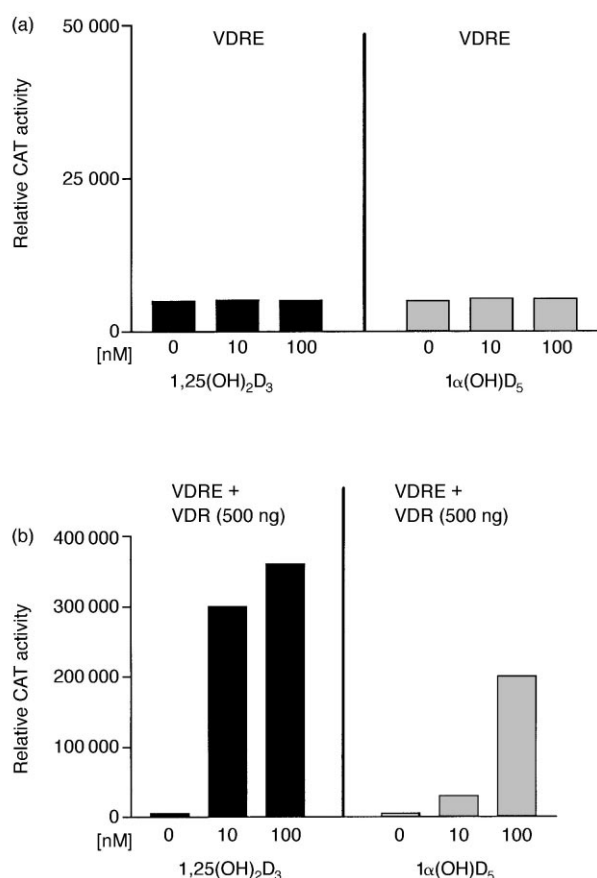 (a)
50 000
VDRE
VDRE
Relative CAT activity
25 000
0
[nM]
0 10 100
0 10 100
1,25(OH)₂D₃
1α(OH)D₅
VDRE +
VDR (500 ng)
VDRE +
VDR (500 ng)
(b)
400 000
Relative CAT activity
300 000
200 000
100 000
0
[nM]
0 10 100
0 10 100
1,25(OH)₂D₃
1α(OH)D₅